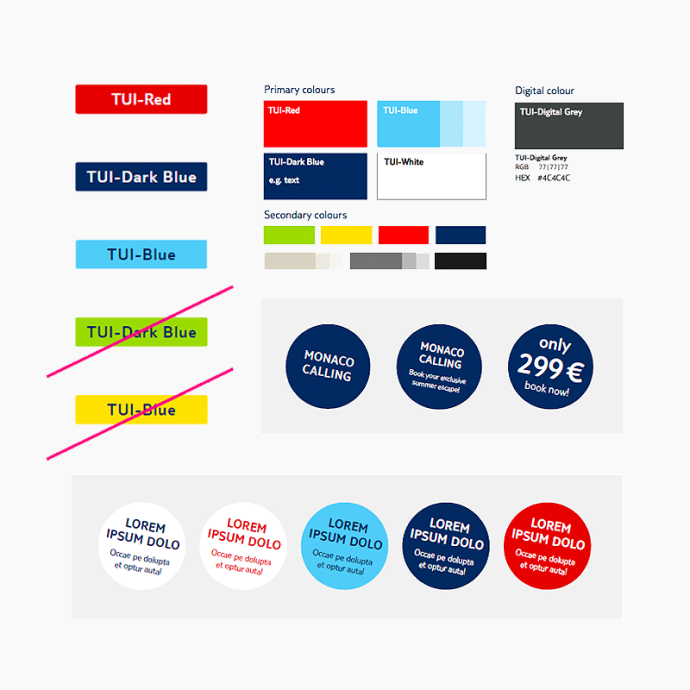 TUI-Red
TUI-Dark Blue
TUI-Blue
TUI-Dark Blue
TUI-Blue
Primary colours
TUI-Red
TUI-Blue
TUI-Dark Blue
e.g. text
TUI-White
Secondary colours
Digital colour
TUI-Digital Grey
TUI-Digital Grey
RGB 77|77|77
HEX #4C4C4C
MONACO
CALLING
MONACO
CALLING
Book your exclusive
summer escape!
only
299 €
book now!
LOREM
IPSUM DOLO
Occae pe dolupta
et optur auta!
LOREM
IPSUM DOLO
Occae pe dolupta
et optur auta!
LOREM
IPSUM DOLO
Occae pe dolupta
et optur auta!
LOREM
IPSUM DOLO
Occae pe dolupta
et optur auta!
LOREM
IPSUM DOLO
Occae pe dolupta
et optur auta!